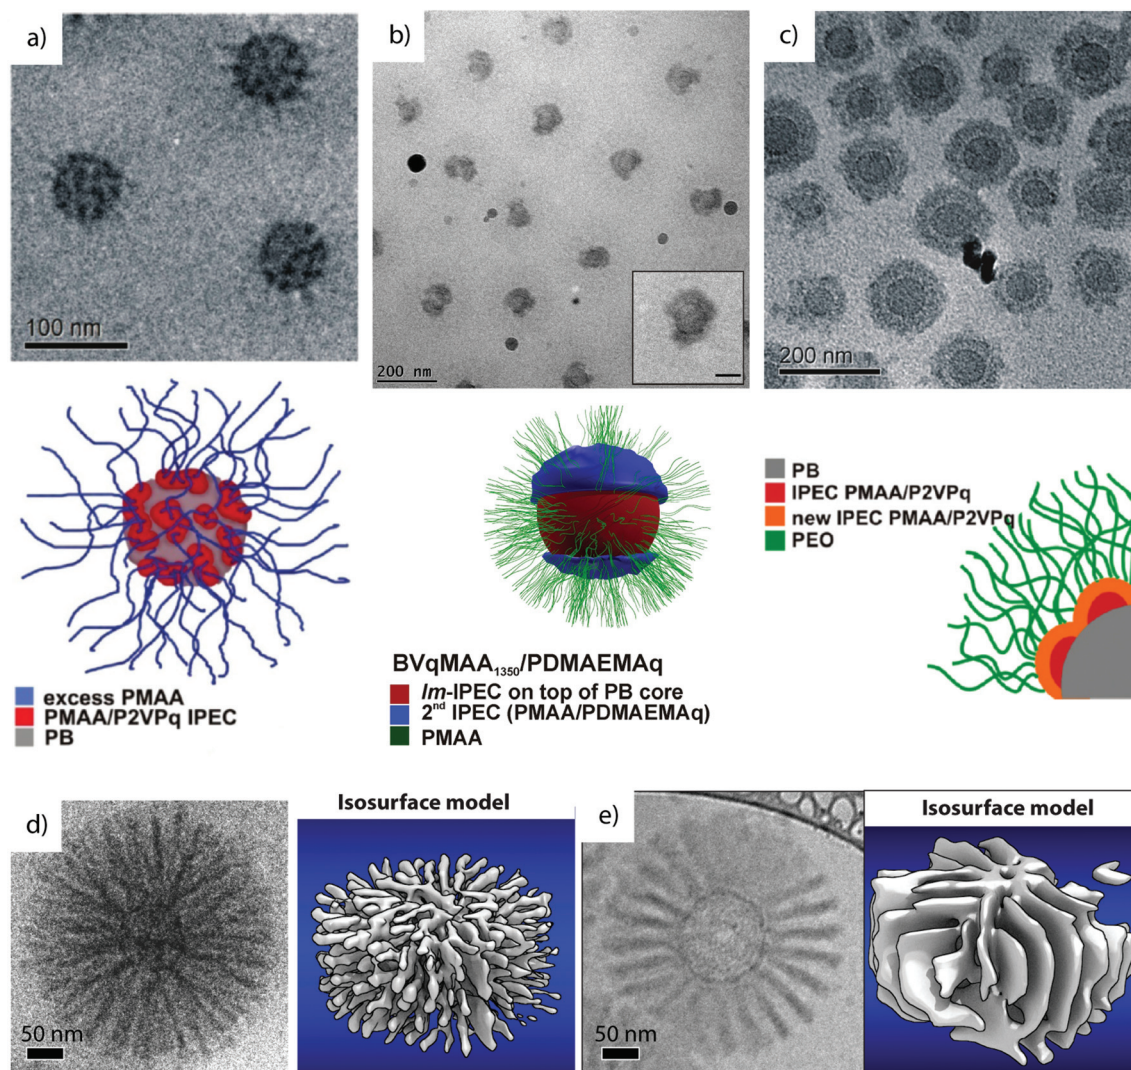 a)
100 nm
b)
200 nm
c)
200 nm
excess PMAA
PMAA/P2VPq IPEC
PB
BVqMAA₁₃₅₀/PDMAEMAq
Im-IPEC on top of PB core
2nd IPEC (PMAA/PDMAEMAq)
PMAA
PB
IPEC PMAA/P2VPq
new IPEC PMAA/P2VPq
PEO
d)
50 nm
Isosurface model
e)
50 nm
Isosurface model